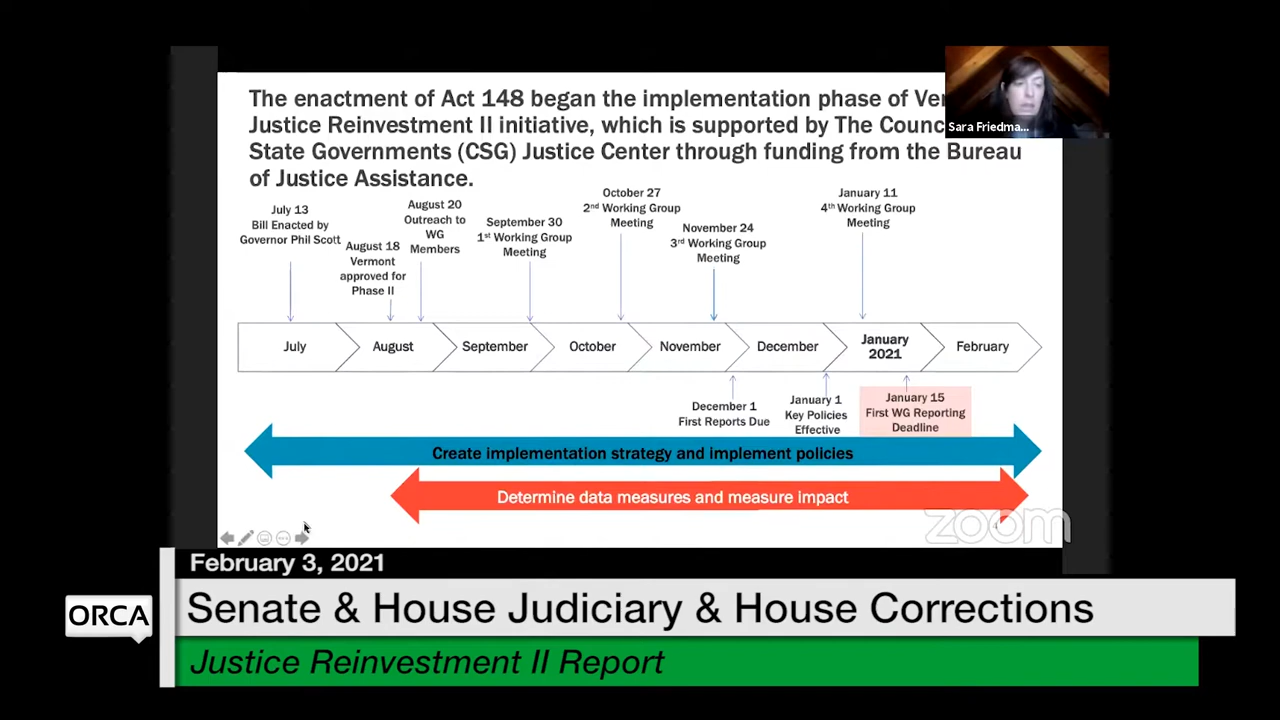 The enactment of Act 148 began the implementation phase of
Justice Reinvestment II initiative, which is supported by The
State Governments (CSG) Justice Center through funding from the Bureau
of Justice Assistance.
Sara Friedma...
July 13
Bill Enacted by
Governor Phil Scott
August 18
Vermont
approved for
Phase II
August 20
Outreach to
WG
Members
September 30
1st Working Group
Meeting
October 27
2nd Working Group
Meeting
November 24
3rd Working Group
Meeting
January 11
4th Working Group
Meeting
July
August
September
October
November
December
January
2021
February
December 1
First Reports Due
January 1
Key Policies
Effective
January 15
First WG Reporting
Deadline
Create implementation strategy and implement policies
Determine data measures and measure impact
zoom
February 3, 2021
ORCA
Senate & House Judiciary & House Corrections
Justice Reinvestment II Report